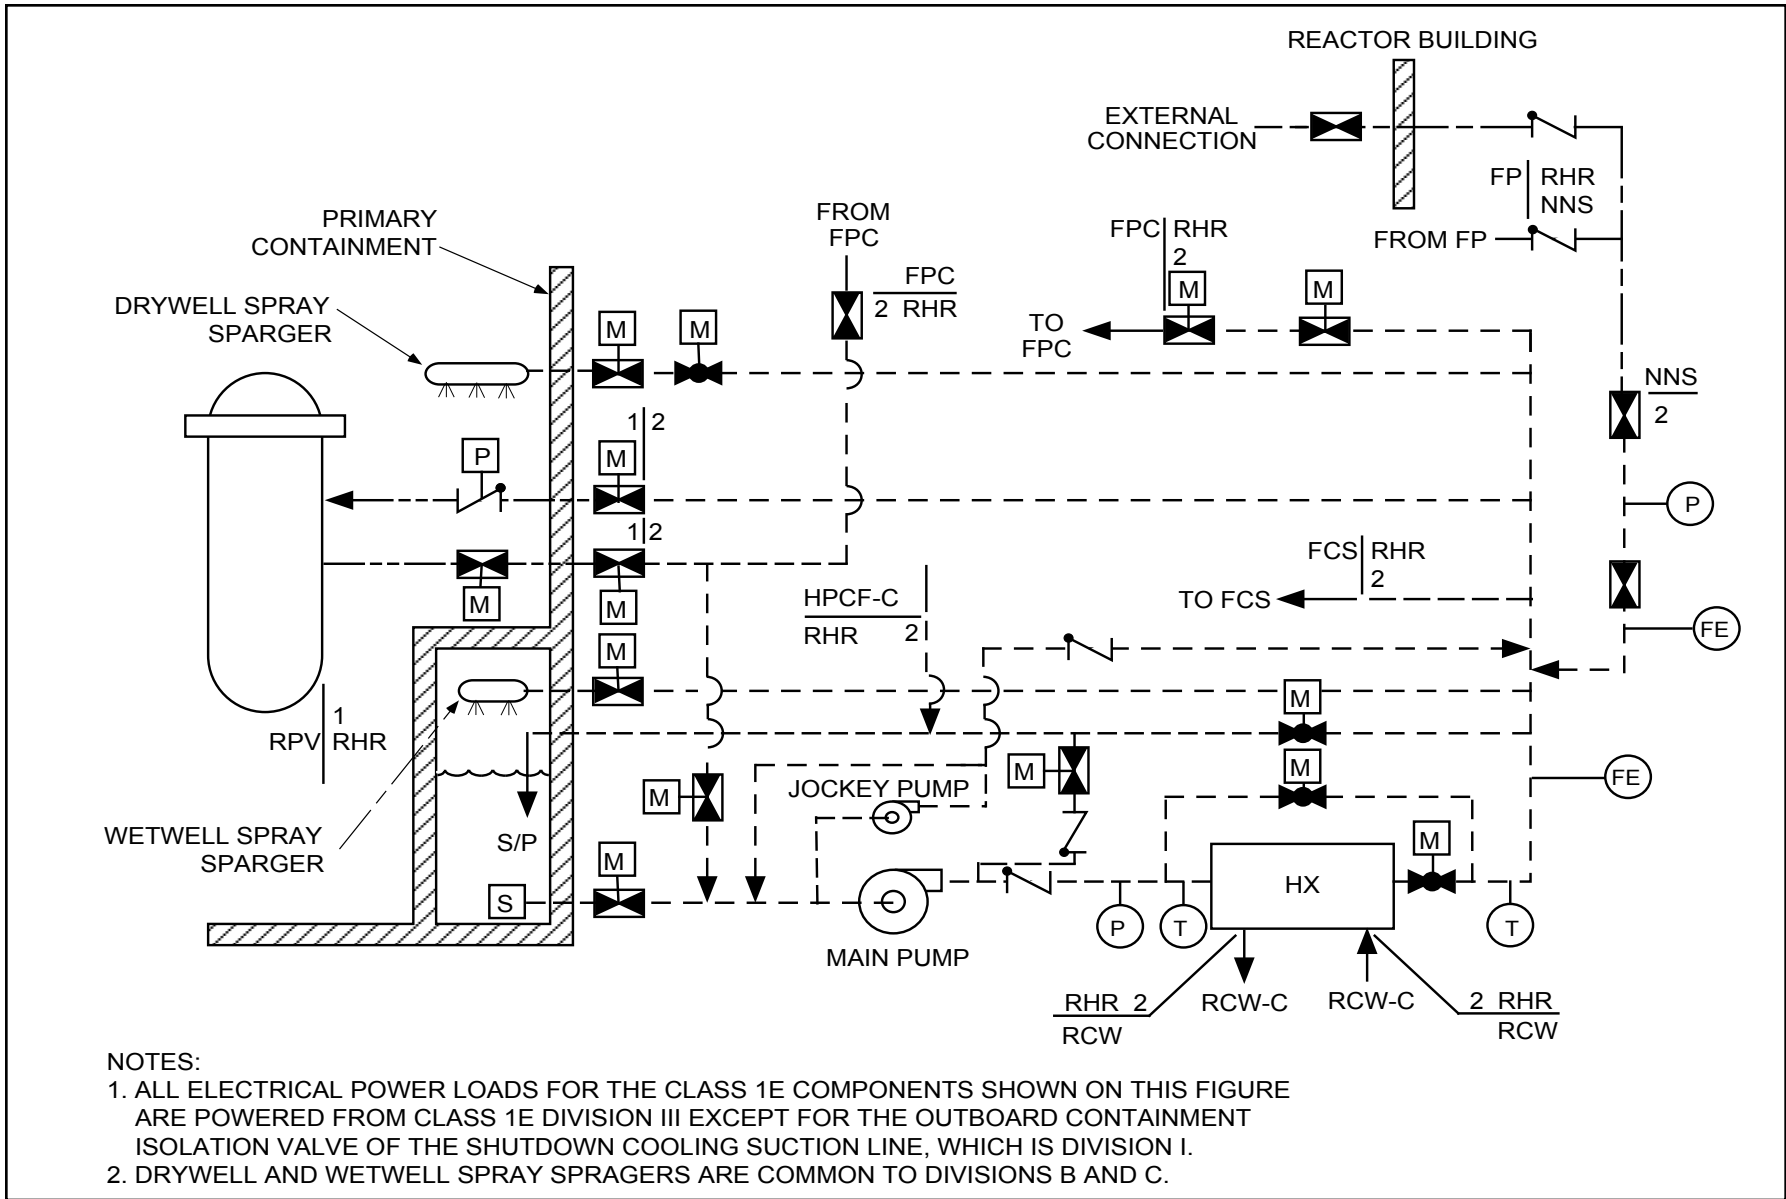 REACTOR BUILDING
EXTERNAL
CONNECTION
FP RHR
NNS
FROM FP
PRIMARY
CONTAINMENT
FROM
FPC
FPC RHR
2
FPC
2 RHR
M
M
TO
FPC
DRYWELL SPRAY
SPARGER
M
M
NNS
2
1 2
P
M
P
1 2
FCS RHR
2
TO FCS
M
M
HPCF-C
RHR 2
FE
M
M
1
RPV RHR
M
M
M
JOCKEY PUMP
FE
WETWELL SPRAY
SPARGER
S/P
M
M
S
HX
P
T
T
MAIN PUMP
RHR 2
RCW
RCW-C
RCW-C
2 RHR
RCW
NOTES:
1. ALL ELECTRICAL POWER LOADS FOR THE CLASS 1E COMPONENTS SHOWN ON THIS FIGURE
ARE POWERED FROM CLASS 1E DIVISION III EXCEPT FOR THE OUTBOARD CONTAINMENT
ISOLATION VALVE OF THE SHUTDOWN COOLING SUCTION LINE, WHICH IS DIVISION I.
2. DRYWELL AND WETWELL SPRAY SPRAGERS ARE COMMON TO DIVISIONS B AND C.